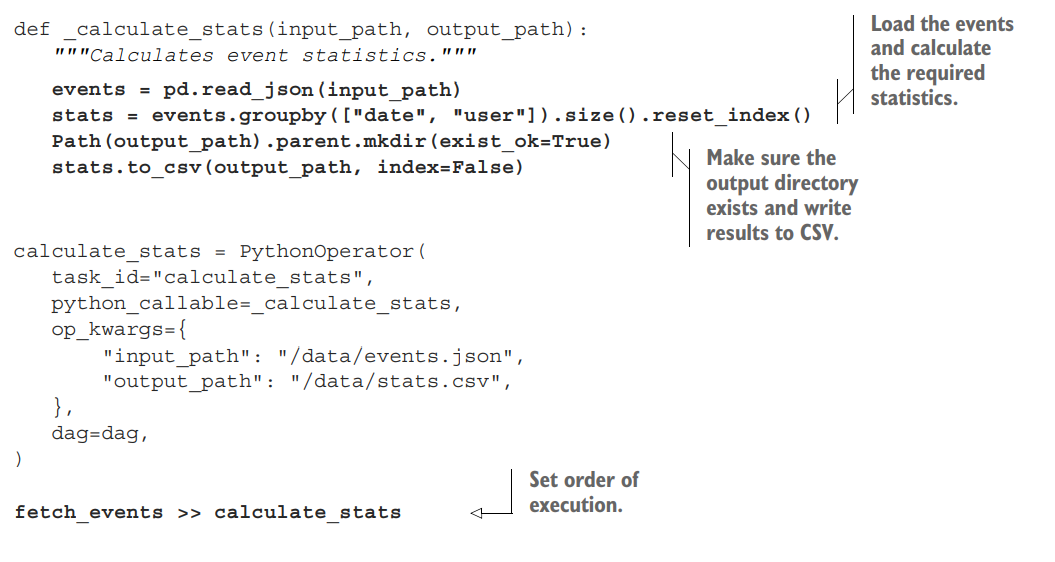 def _calculate_stats(input_path, output_path):
"""Calculates event statistics."""
events = pd.read_json(input_path)
stats = events.groupby(["date", "user"]).size().reset_index()
Path(output_path).parent.mkdir(exist_ok=True)
stats.to_csv(output_path, index=False)
Load the events
and calculate
the required
statistics.
Make sure the
output directory
exists and write
results to CSV.
calculate_stats = PythonOperator(
task_id="calculate_stats",
python_callable=_calculate_stats,
op_kwargs={
"input_path": "/data/events.json",
"output_path": "/data/stats.csv",
},
dag=dag,
)
Set order of
execution.
fetch_events >> calculate_stats